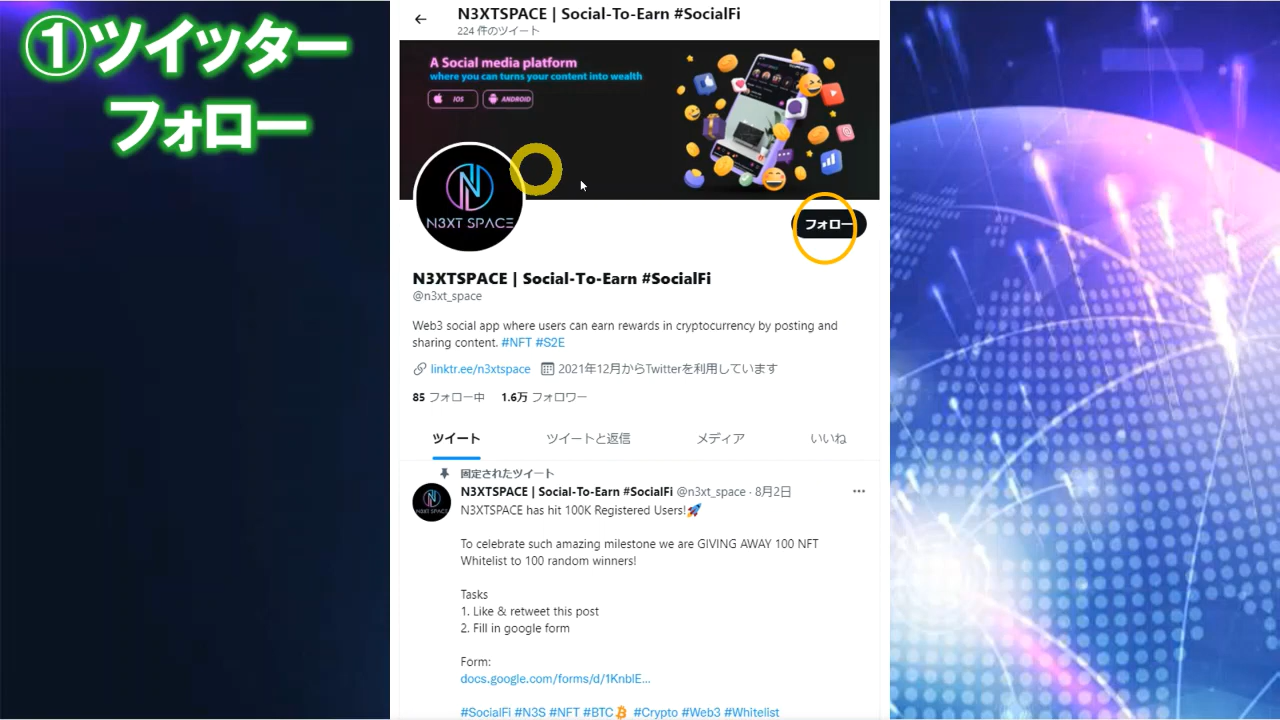 ①ツイッター
フォロー
N3XTSPACE | Social-To-Earn #SocialFi
224 件のツイート
A Social media platform
where you can turns your content into wealth
IOS
ANDROID
N3XT SPACE
フォロー
N3XTSPACE | Social-To-Earn #SocialFi
@n3xt_space
Web3 social app where users can earn rewards in cryptocurrency by posting and
sharing content. #NFT #S2E
linktr.ee/n3xtspace 2021年12月からTwitterを利用しています
85 フォロー中 1.6万 フォロワー
ツイート ツイートと返信 メディア いいね
固定されたツイート
N3XTSPACE | Social-To-Earn #SocialFi @n3xt_space · 8月2日
N3XT SPACE
N3XTSPACE has hit 100K Registered Users!🚀
To celebrate such amazing milestone we are GIVING AWAY 100 NFT
Whitelist to 100 random winners!
Tasks
1. Like & retweet this post
2. Fill in google form
Form:
docs.google.com/forms/d/1KnblE...
#SocialFi #N3S #NFT #BTC #Crypto #Web3 #Whitelist